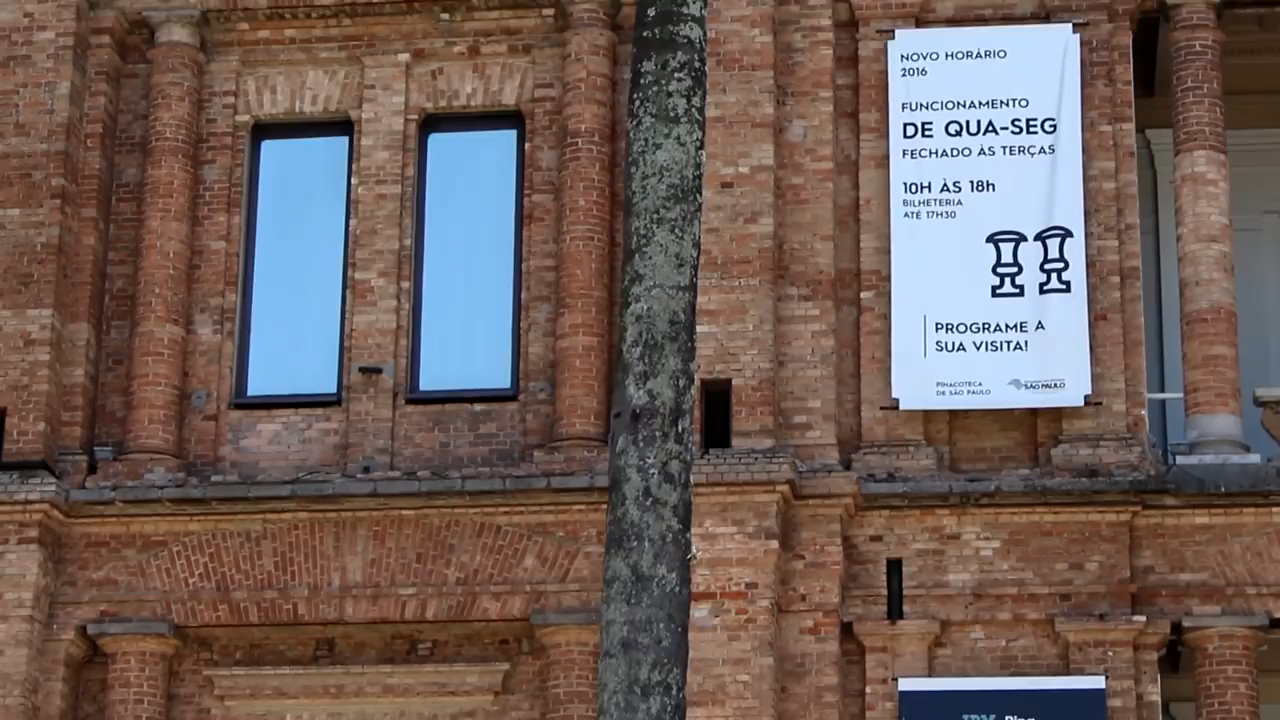 NOVO HORÁRIO
2016
FUNCIONAMENTO
DE QUA-SEG
FECHADO ÀS TERÇAS
10H ÀS 18h
BILHETERIA
ATÉ 17H30
PROGRAME A
SUA VISITA!
PINACOTECA
DE SÃO PAULO
SÃO PAULO